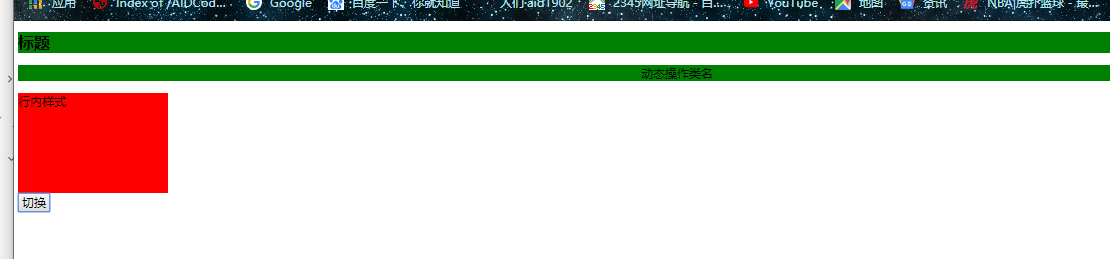 应用 Index of /AIDCod... Google 百度一下，你就知道 人们aid1902 2345网址导航 - 百... YouTube 地图 资讯 NBA|虎扑篮球 - 最...
标题
动态操作类名
行内样式
切换